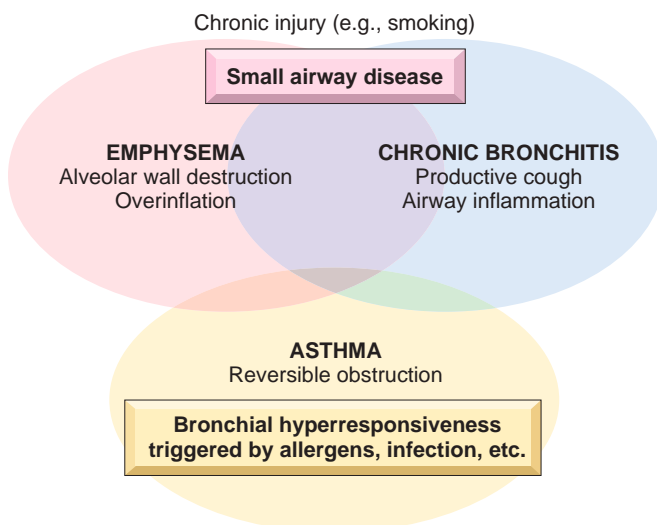 Chronic injury (e.g., smoking)
Small airway disease
EMPHYSEMA
Alveolar wall destruction
Overinflation
CHRONIC BRONCHITIS
Productive cough
Airway inflammation
ASTHMA
Reversible obstruction
Bronchial hyperresponsiveness
triggered by allergens, infection, etc.